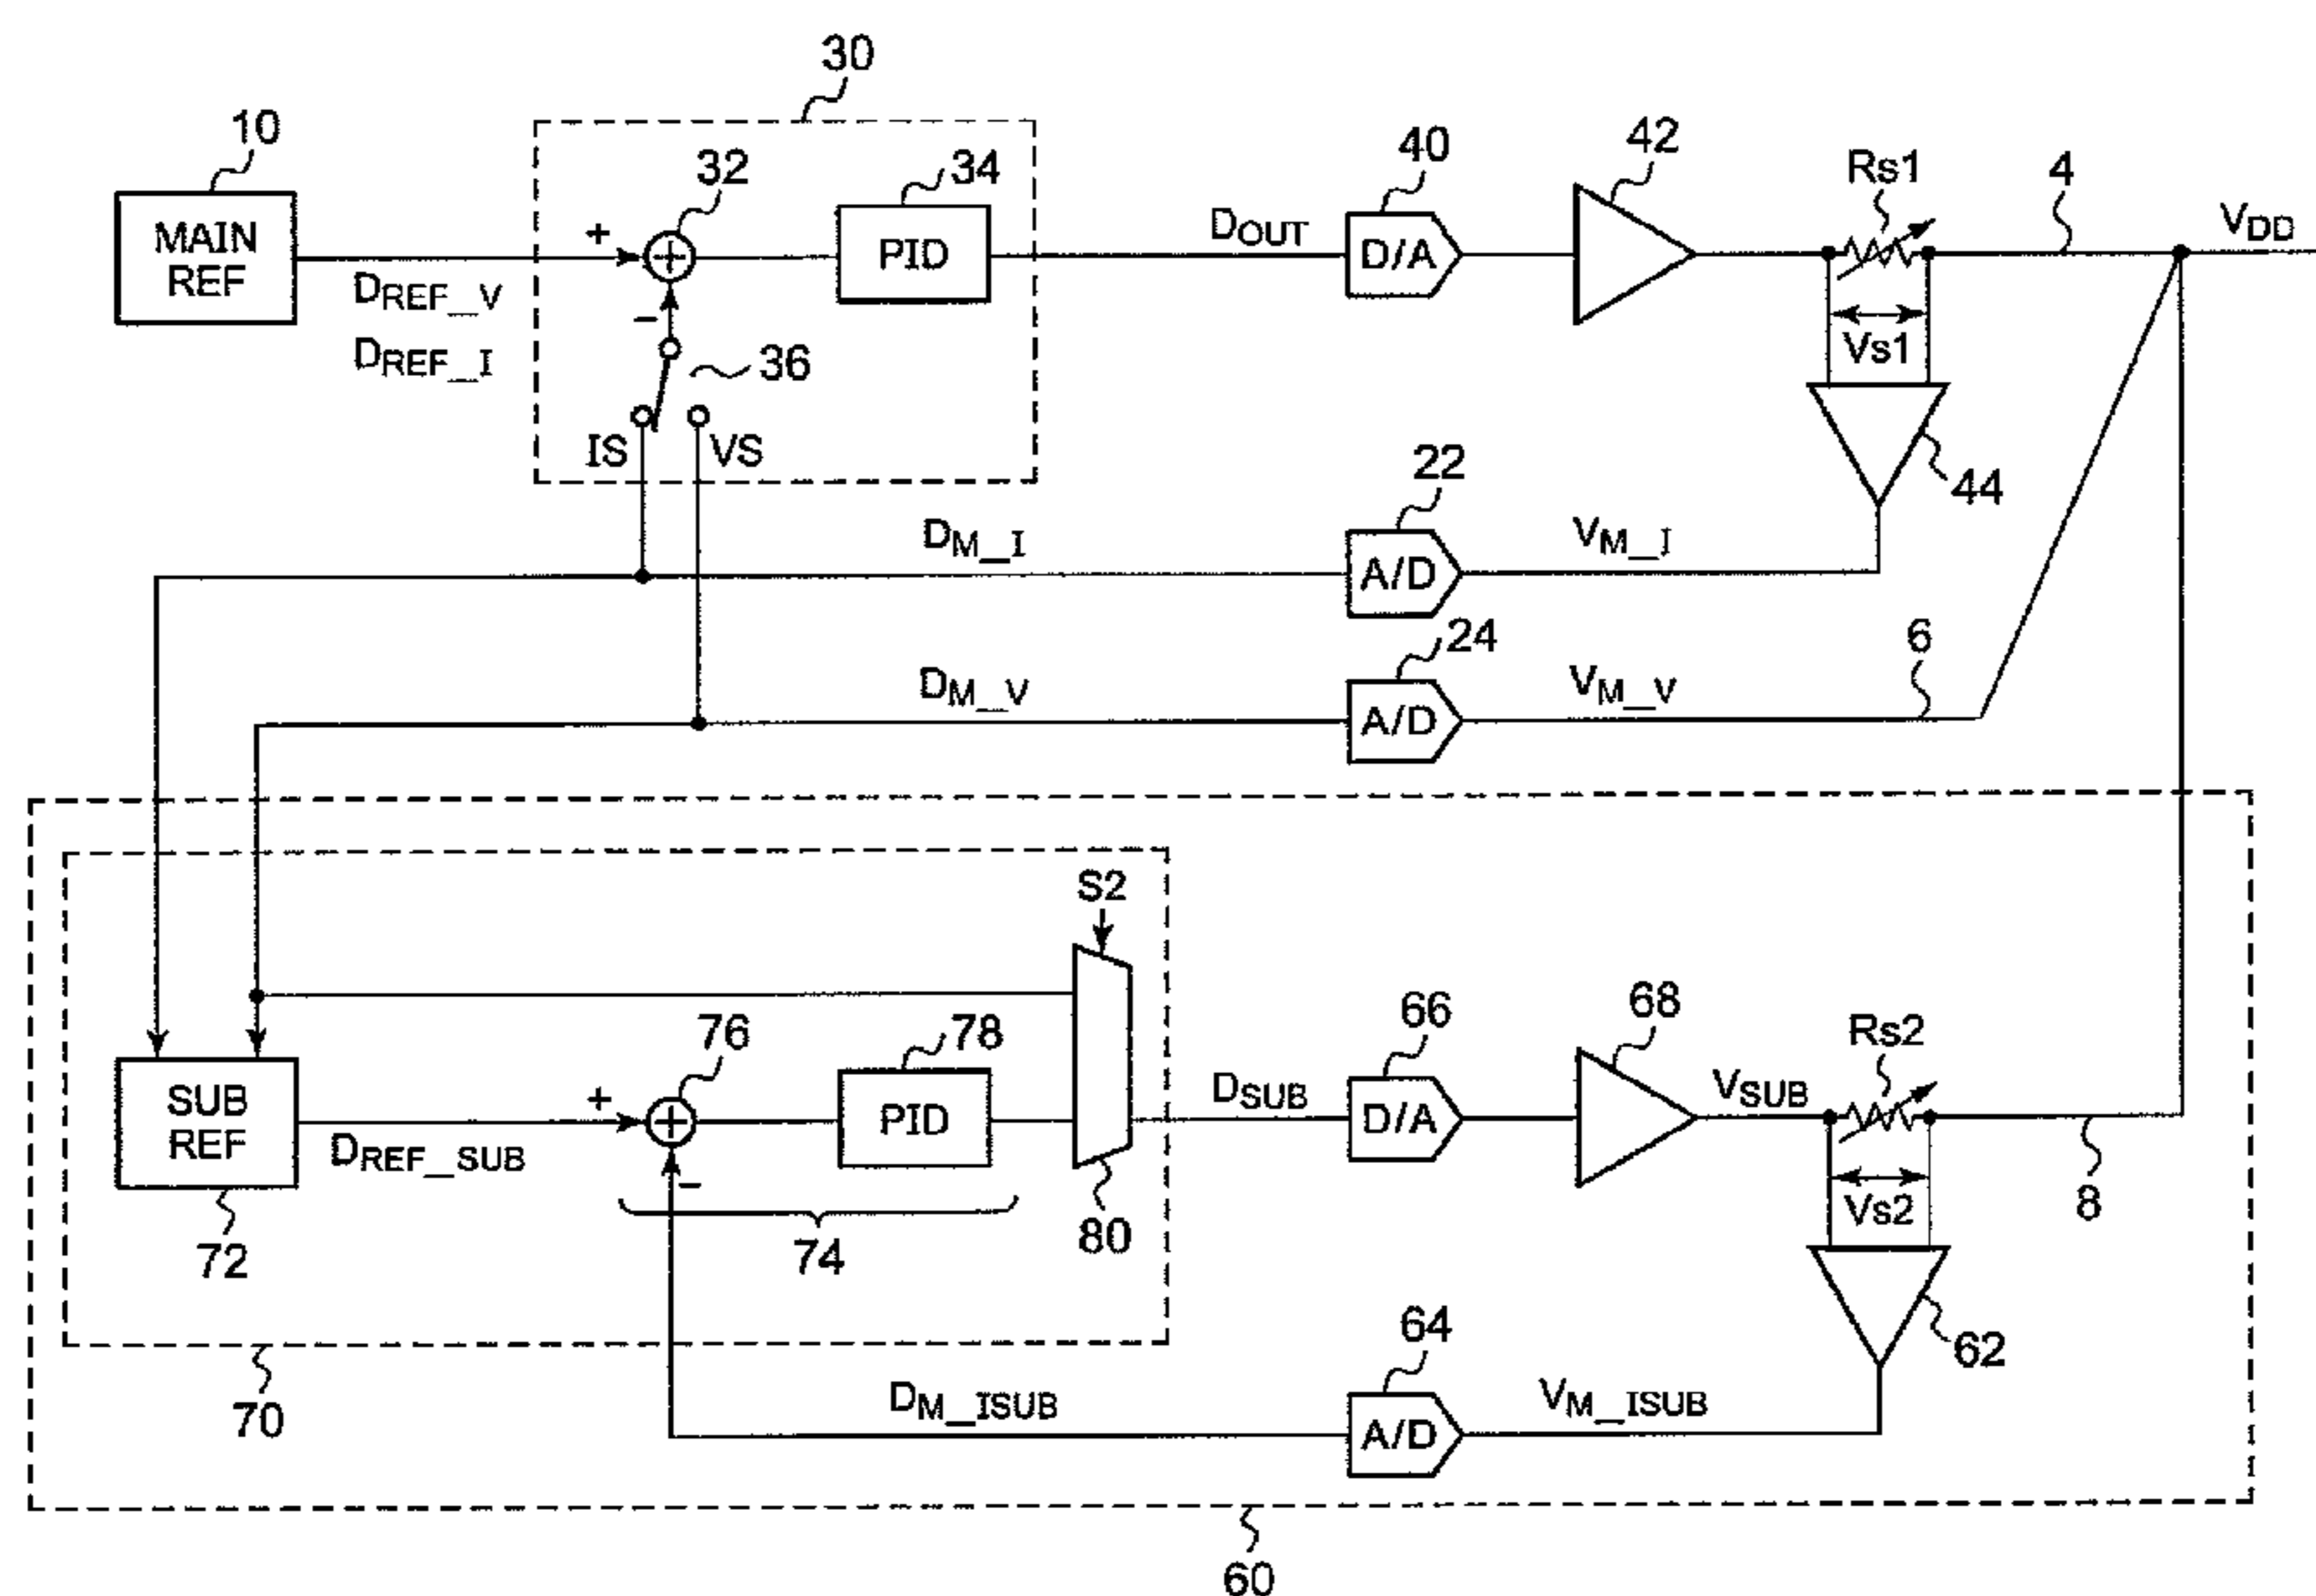 30
10
MAIN
REF
32
34
PID
+
-
DREF_V
DREF_I
36
IS
VS
DOUT
40
D/A
42
Rs1
4
VDD
Vs1
44
22
A/D
DM_I
VM_I
24
A/D
DM_V
VM_V
6
S2
SUB
REF
72
DREF_SUB
+
-
76
78
PID
74
80
DSUB
66
D/A
68
VSUB
Rs2
Vs2
8
62
64
A/D
DM_ISUB
VM_ISUB
70
60